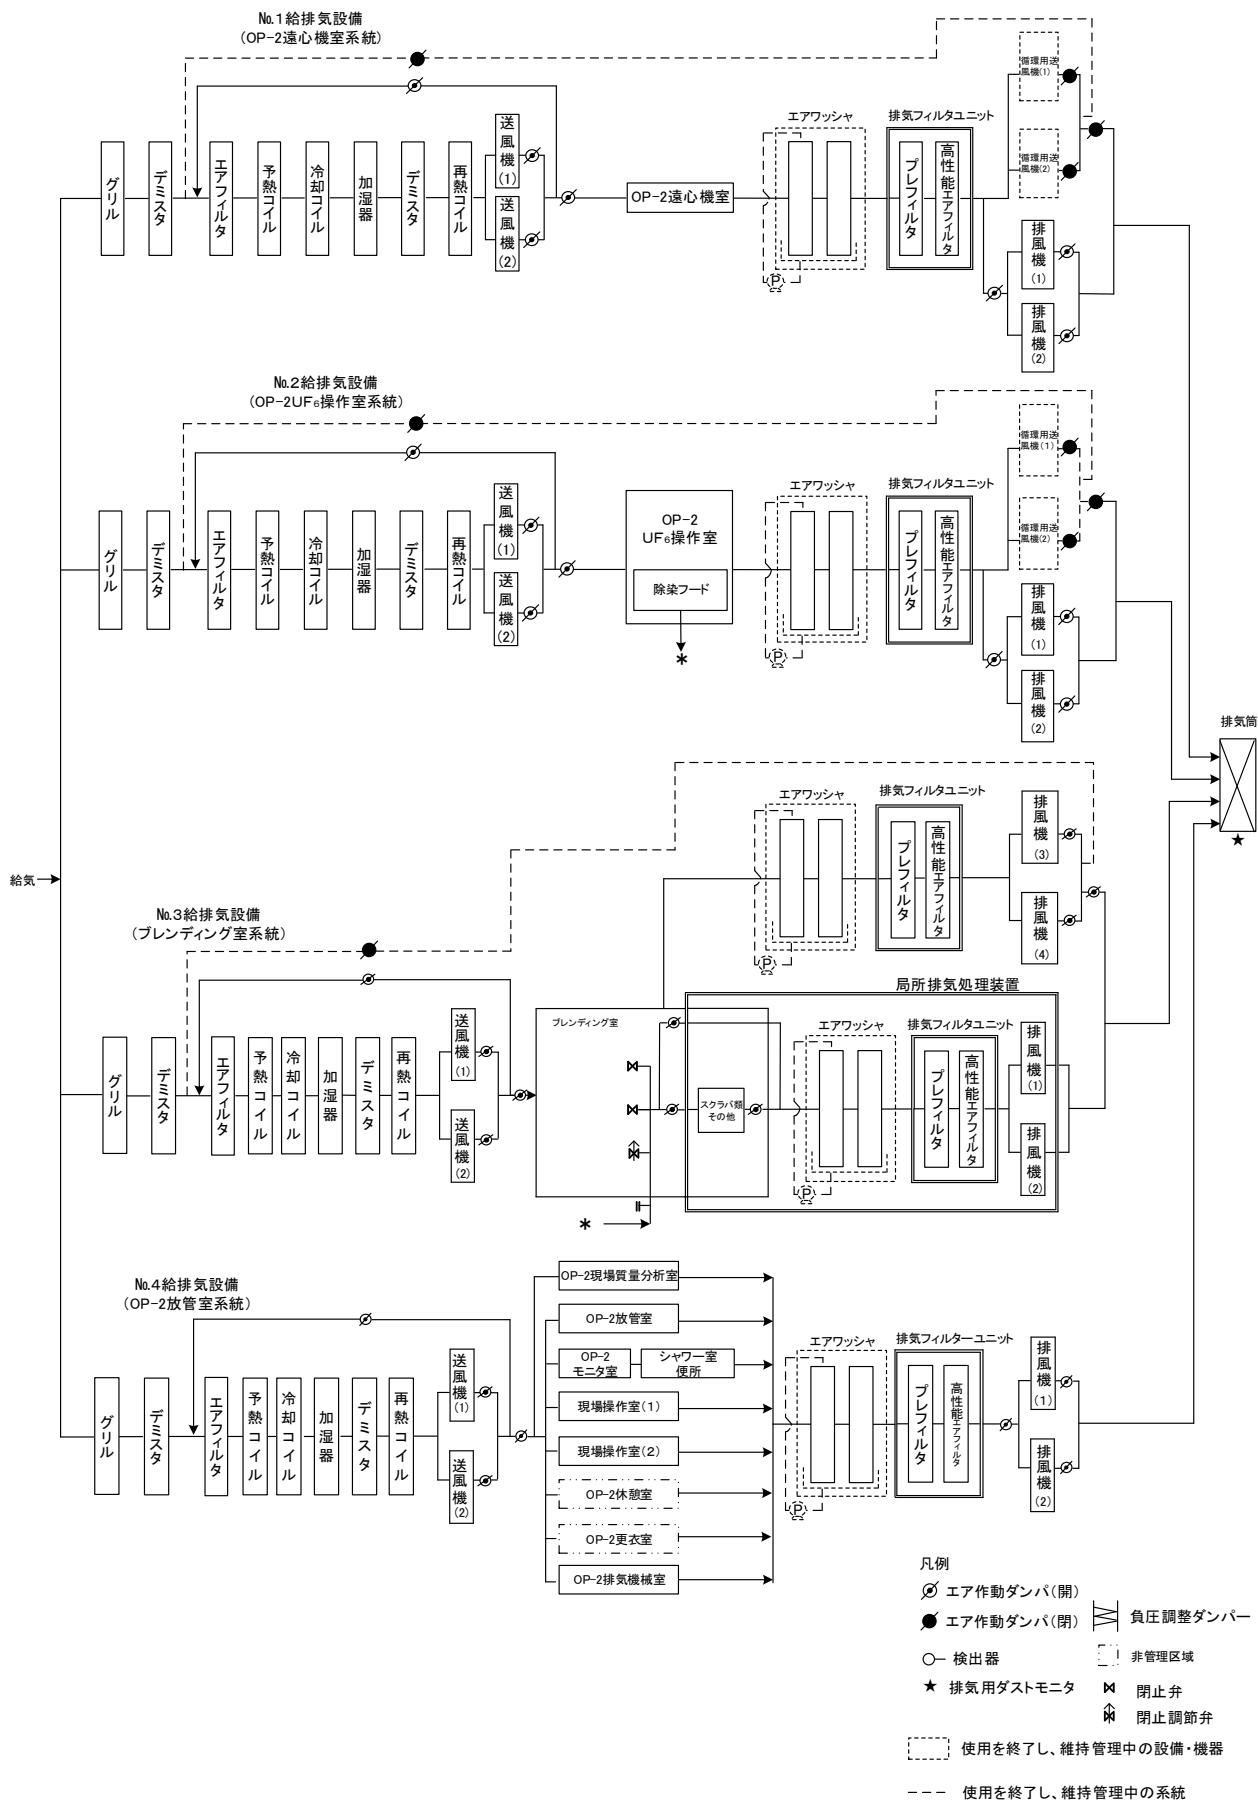 №1給排気設備
(OP-2遠心機室系統)
グリル
デミスタ
エアフィルタ
予熱コイル
冷却コイル
加湿器
デミスタ
再熱コイル
送風機(1)
送風機(2)
OP-2遠心機室
エアワッシャ
P
排気フィルタユニット
プレフィルタ
高性能エアフィルタ
循環用送
風機(1)
循環用送
風機(2)
排風機(1)
排風機(2)
№2給排気設備
(OP-2UF₆操作室系統)
グリル
デミスタ
エアフィルタ
予熱コイル
冷却コイル
加湿器
デミスタ
再熱コイル
送風機(1)
送風機(2)
OP-2
UF₆操作室
除染フード
*
エアワッシャ
P
排気フィルタユニット
プレフィルタ
高性能エアフィルタ
循環用送
風機(1)
循環用送
風機(2)
排風機(1)
排風機(2)
排気筒
★
給気
エアワッシャ
P
排気フィルタユニット
プレフィルタ
高性能エアフィルタ
排風機(3)
排風機(4)
№3給排気設備
(ブレンディング室系統)
グリル
デミスタ
エアフィルタ
予熱コイル
冷却コイル
加湿器
デミスタ
再熱コイル
送風機(1)
送風機(2)
ブレンディング室
スクラバ類
その他
*
局所排気処理装置
エアワッシャ
P
排気フィルタユニット
プレフィルタ
高性能エアフィルタ
排風機(1)
排風機(2)
№4給排気設備
(OP-2放管室系統)
グリル
デミスタ
エアフィルタ
予熱コイル
冷却コイル
加湿器
デミスタ
再熱コイル
送風機(1)
送風機(2)
OP-2現場質量分析室
OP-2放管室
OP-2
モニタ室
シャワー室
便所
現場操作室(1)
現場操作室(2)
OP-2休憩室
OP-2更衣室
OP-2排気機械室
エアワッシャ
P
排気フィルターユニット
プレフィルタ
高性能エアフィルタ
排風機(1)
排風機(2)
凡例
エア作動ダンパ(開)
エア作動ダンパ(閉)
負圧調整ダンパー
検出器
非管理区域
★ 排気用ダストモニタ
閉止弁
閉止調節弁
使用を終了し、維持管理中の設備・機器
使用を終了し、維持管理中の系統